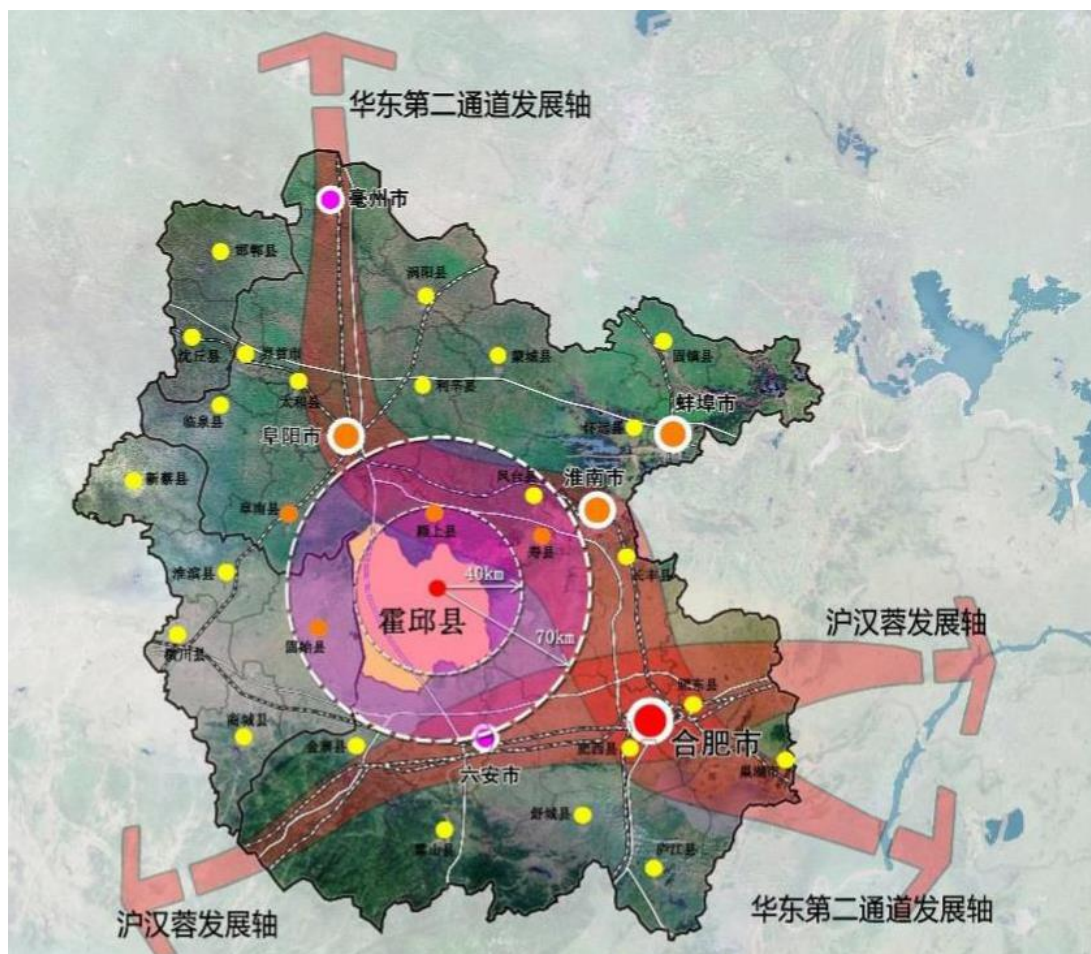 华东第二通道发展轴
亳州市
邯郸县
涡阳县
沈丘县
界首市
蒙城县
固镇县
太和县
利辛县
临泉县
蚌埠市
怀远县
阜阳市
新蔡县
凤台县
淮南市
阜南县
颍上县
寿县
淮滨县
长丰县
40km
霍邱县
沪汉蓉发展轴
固始县
70km
潢川县
肥东县
商城县
金寨县
肥西县
合肥市
六安市
巢湖市
舒城县
霍山县
庐江县
沪汉蓉发展轴
华东第二通道发展轴